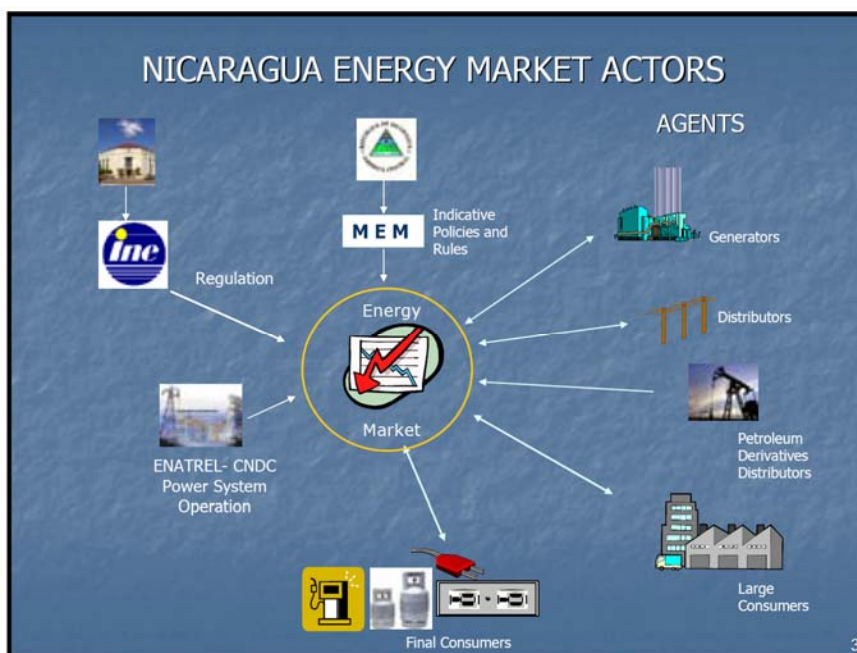 NICARAGUA ENERGY MARKET ACTORS
AGENTS
MEM
Indicative
Policies and
Rules
ine
Regulation
Energy
Market
ENATREL- CNDC
Power System
Operation
Generators
Distributors
Petroleum
Derivatives
Distributors
Large
Consumers
Final Consumers
3